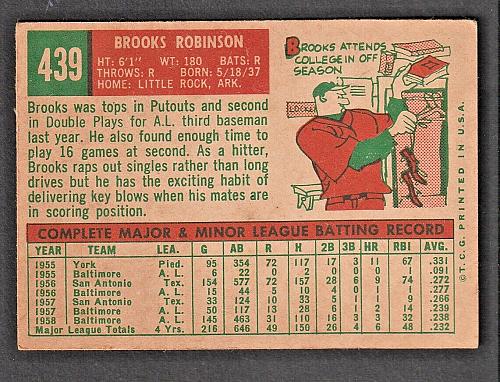 439
BROOKS ROBINSON
HT: 6'1" WT: 180 BATS: R
THROWS: R BORN: 5/18/37
HOME: LITTLE ROCK, ARK.
BROOKS ATTENDS
COLLEGE IN OFF
SEASON
Brooks was tops in Putouts and second
in Double Plays for A.L. third baseman
last year. He also found enough time to
play 16 games at second. As a hitter,
Brooks raps out singles rather than long
drives but he has the exciting habit of
delivering key blows when his mates are
in scoring position.
LOCKER
COMPLETE MAJOR & MINOR LEAGUE BATTING RECORD
YEAR TEAM LEA. G AB R H 2B 3B HR RBI AVG.
1955 York Pied. 95 354 72 117 17 3 11 67 .331
1955 Baltimore A. L. 6 22 0 2 0 0 0 1 .091
1956 San Antonio Tex. 154 577 72 157 28 6 9 74 .272
1956 Baltimore A. L. 15 44 5 10 4 0 1 1 .227
1957 San Antonio Tex. 33 124 10 33 5 1 1 9 .266
1957 Baltimore A. L. 50 117 13 28 6 1 2 14 .239
1958 Baltimore A. L. 145 463 31 110 16 3 3 32 .238
Major League Totals 4 Yrs. 216 646 49 150 26 4 6 48 .232
© T. C. G. PRINTED IN U.S.A.